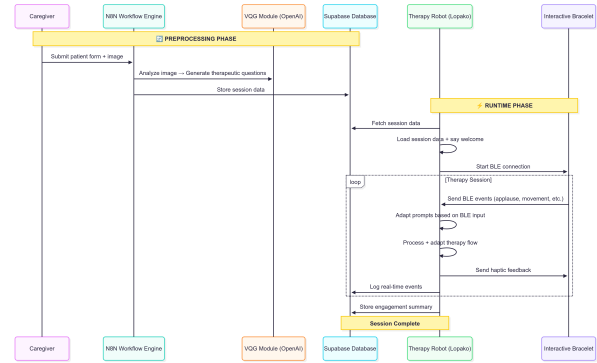 Caregiver
N8N Workflow Engine
VQG Module (OpenAI)
Supabase Database
Therapy Robot (Lopako)
Interactive Bracelet
🔄 PREPROCESSING PHASE
Submit patient form + image
Analyze image → Generate therapeutic questions
Store session data
⚡ RUNTIME PHASE
Fetch session data
Load session data + say welcome
Start BLE connection
loop
[Therapy Session]
Send BLE events (applause, movement, etc.)
Adapt prompts based on BLE input
Process + adapt therapy flow
Send haptic feedback
Log real-time events
Store engagement summary
Session Complete
Caregiver
N8N Workflow Engine
VQG Module (OpenAI)
Supabase Database
Therapy Robot (Lopako)
Interactive Bracelet